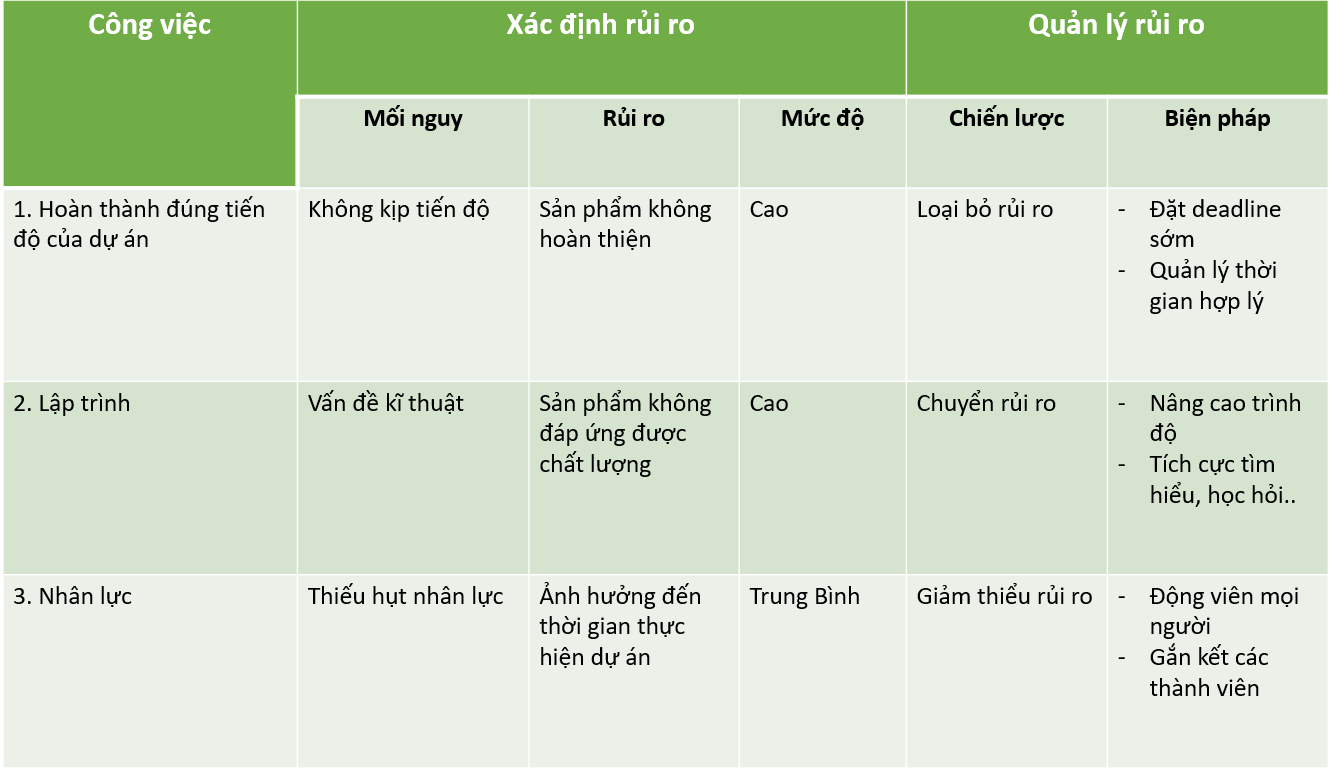 Công việc
Xác định rủi ro
Quản lý rủi ro
Mối nguy
Rủi ro
Mức độ
Chiến lược
Biện pháp
1. Hoàn thành đúng tiến
độ của dự án
Không kịp tiến độ
Sản phẩm không
hoàn thiện
Cao
Loại bỏ rủi ro
- Đặt deadline
sớm
- Quản lý thời
gian hợp lý
2. Lập trình
Vấn đề kĩ thuật
Sản phẩm không
đáp ứng được
chất lượng
Cao
Chuyển rủi ro
- Nâng cao trình
độ
- Tích cực tìm
hiểu, học hỏi..
3. Nhân lực
Thiếu hụt nhân lực
Ảnh hưởng đến
thời gian thực
hiện dự án
Trung Bình
Giảm thiểu rủi ro
- Động viên mọi
người
- Gắn kết các
thành viên